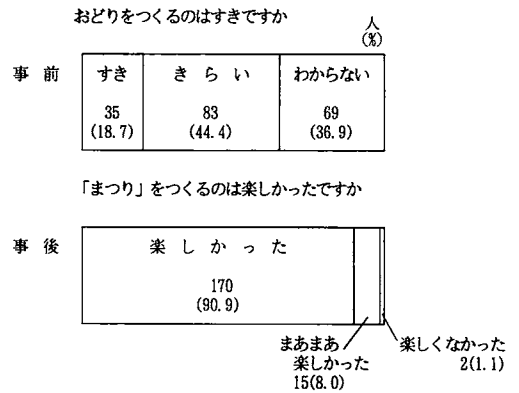 おどりをつくるのはすきですか
人
(%)
事前 すき きらい わからない
35 83 69
(18.7) (44.4) (36.9)
「まつり」をつくるのは楽しかったですか
事後 楽しかった
170
(90.9)
まあまあ 楽しくなかった
楽しかった 2(1.1)
15(8.0)